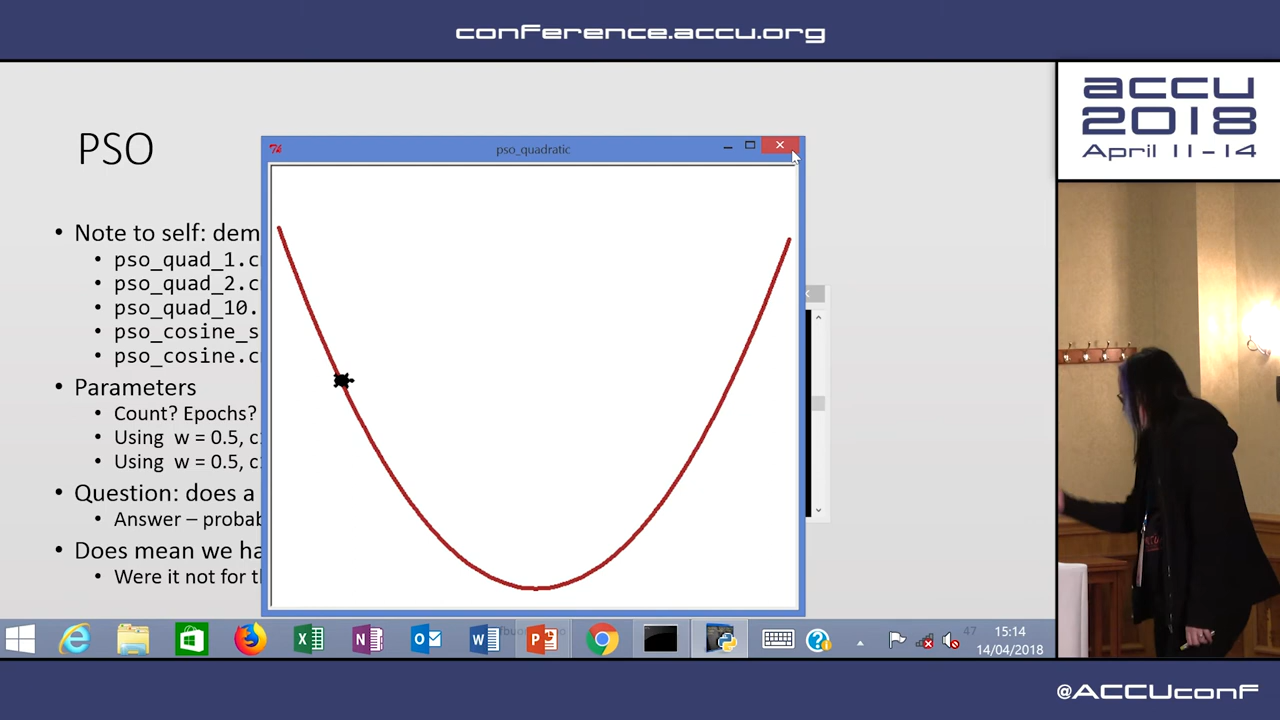 conference.accu.org
accu
2018
April 11-14
PSO
pso_quadratic
• Note to self: dem
• pso_quad_1.c
• pso_quad_2.c
• pso_quad_10.
• pso_cosine_s
• pso_cosine.c
• Parameters
• Count? Epochs?
• Using w = 0.5, c
• Using w = 0.5, c
• Question: does a
• Answer – probab
• Does mean we ha
• Were it not for t
47
15:14
14/04/2018
@ACCUconf